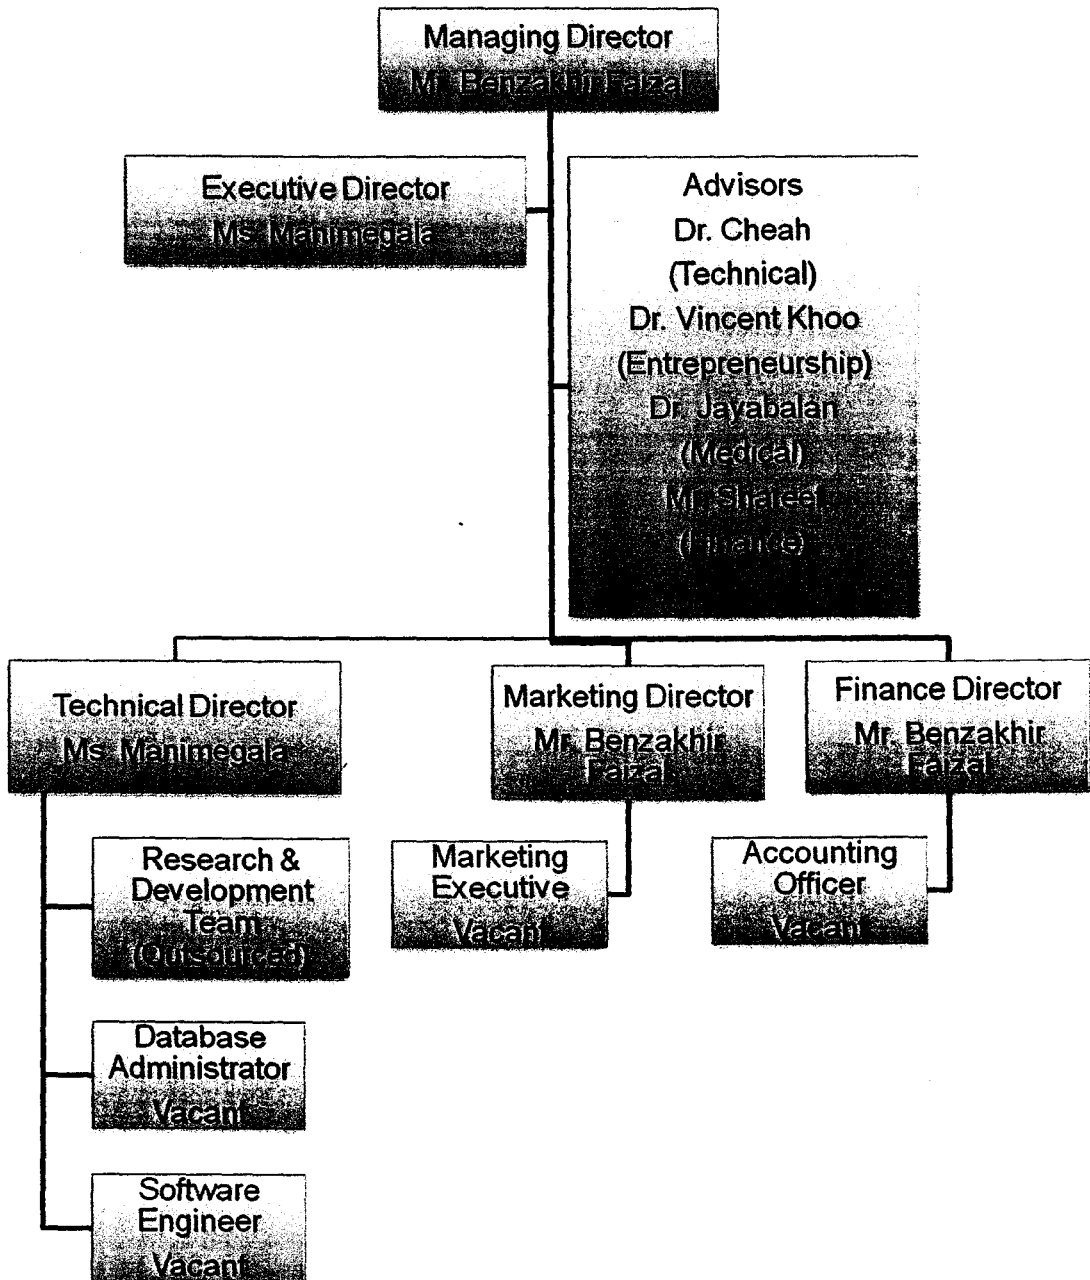 Managing Director
Mr. Benzakhir Faizal
Executive Director
Ms. Manimegala
Advisors
Dr. Cheah
(Technical)
Dr. Vincent Khoo
(Entrepreneurship)
Dr. Jayabalan
(Medical)
Mr. Shareef
(Finance)
Technical Director
Ms. Manimegala
Marketing Director
Mr. Benzakhir
Faizal
Finance Director
Mr. Benzakhir
Faizal
Research &
Development
Team
(Outsourced)
Marketing
Executive
Vacant
Accounting
Officer
Vacant
Database
Administrator
Vacant
Software
Engineer
Vacant